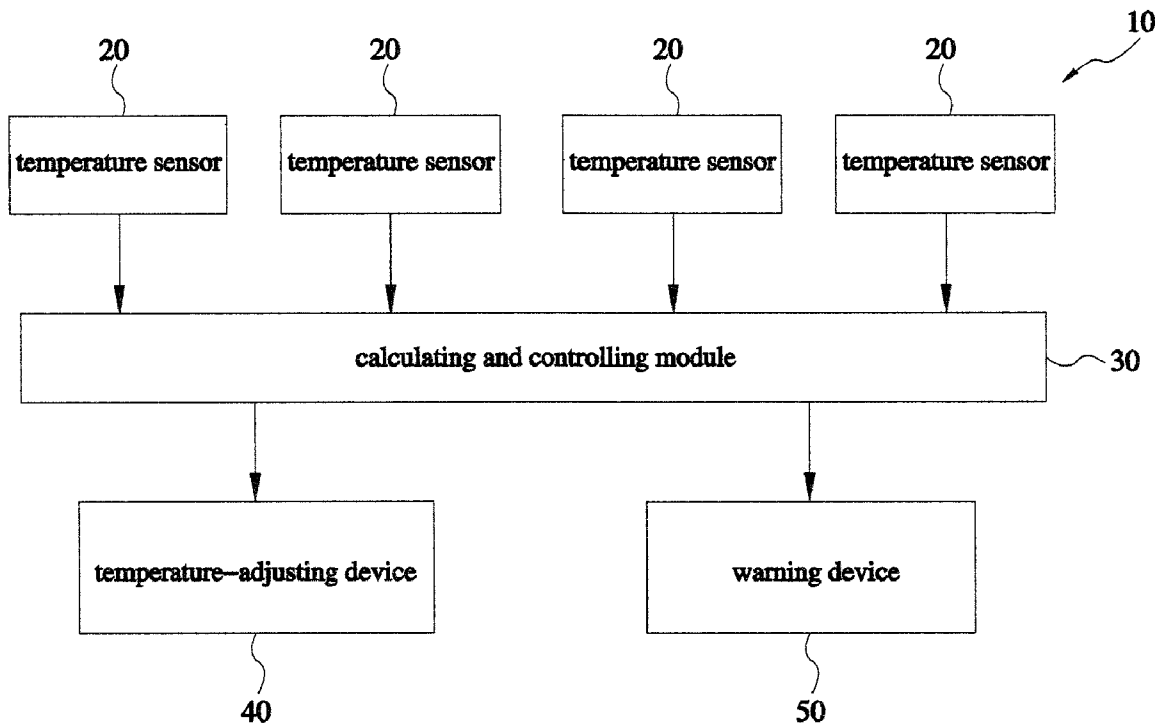 10
20 20 20 20
temperature sensor temperature sensor temperature sensor temperature sensor
calculating and controlling module
30
temperature–adjusting device warning device
40 50